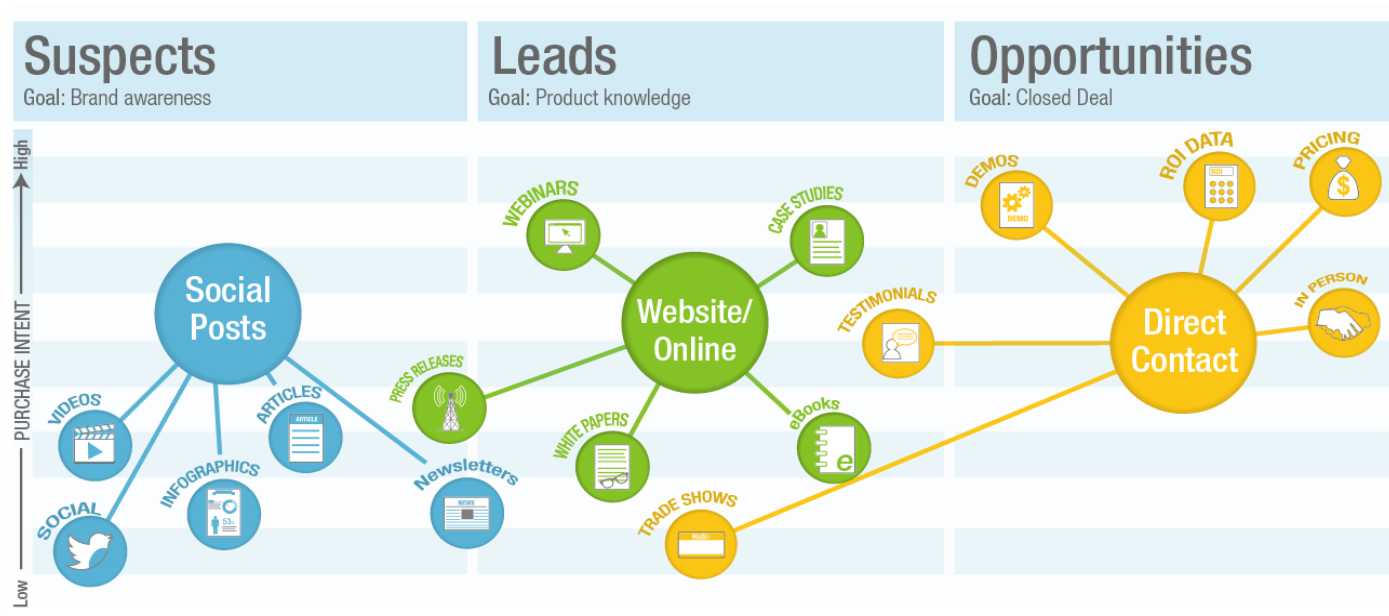 Suspects
Goal: Brand awareness
Leads
Goal: Product knowledge
Opportunities
Goal: Closed Deal
High
PURCHASE INTENT
Low
Social
Posts
VIDEOS
SOCIAL
INFOGRAPHICS
53%
ARTICLES
ARTICLE
Newsletters
NEWS
Website/
Online
WEBINARS
CASE STUDIES
PRESS RELEASES
WHITE PAPERS
eBooks
e
Direct
Contact
DEMOS
DEMO
ROI DATA
ROI
PRICING
$
IN PERSON
TESTIMONIALS
TRADE SHOWS
Hello